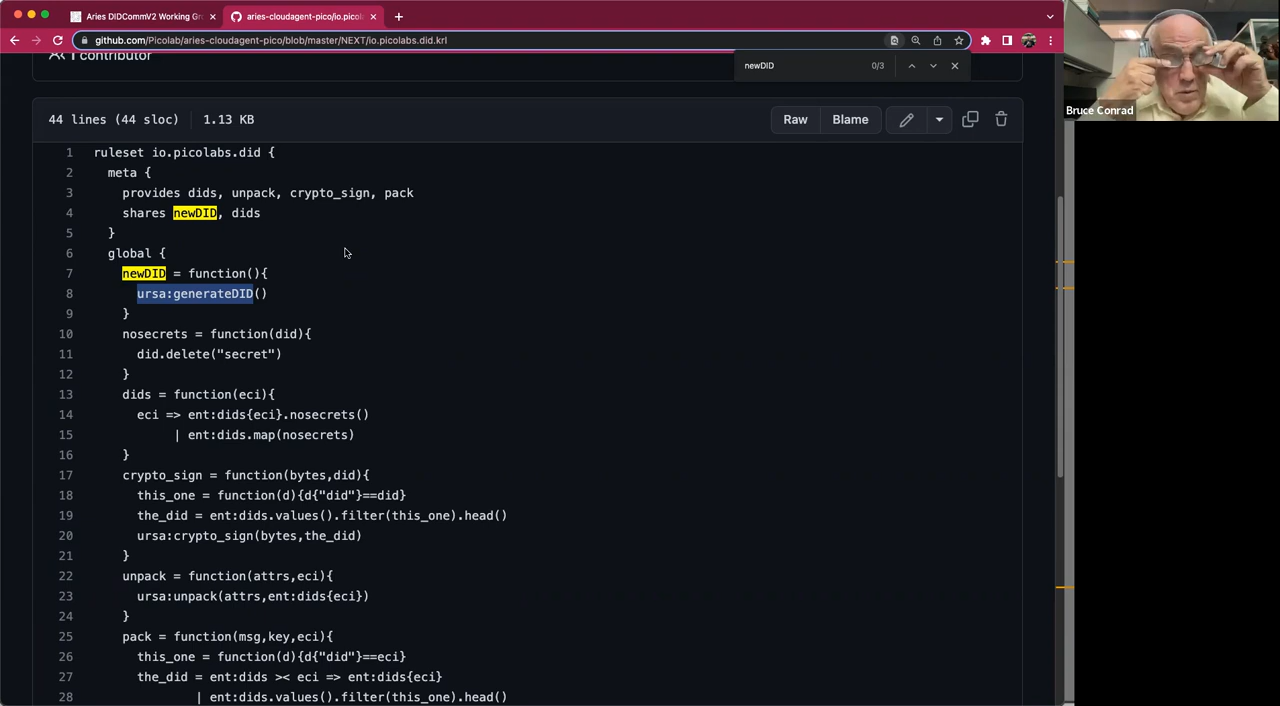 Aries DIDCommV2 Working Gr
aries-cloudagent-pico/io.picol
github.com/Picolab/aries-cloudagent-pico/blob/master/NEXT/io.picolabs.did.krl
1 contributor
newDID 0/3
Bruce Conrad
44 lines (44 sloc) 1.13 KB
Raw Blame
1 ruleset io.picolabs.did {
2 meta {
3 provides dids, unpack, crypto_sign, pack
4 shares newDID, dids
5 }
6 global {
7 newDID = function(){
8 ursa:generateDID()
9 }
10 nosecrets = function(did){
11 did.delete("secret")
12 }
13 dids = function(eci){
14 eci => ent:dids{eci}.nosecrets()
15 | ent:dids.map(nosecrets)
16 }
17 crypto_sign = function(bytes,did){
18 this_one = function(d){d{"did"}==did}
19 the_did = ent:dids.values().filter(this_one).head()
20 ursa:crypto_sign(bytes,the_did)
21 }
22 unpack = function(attrs,eci){
23 ursa:unpack(attrs,ent:dids{eci})
24 }
25 pack = function(msg,key,eci){
26 this_one = function(d){d{"did"}==eci}
27 the_did = ent:dids >< eci => ent:dids{eci}
28 | ent:dids.values().filter(this_one).head()